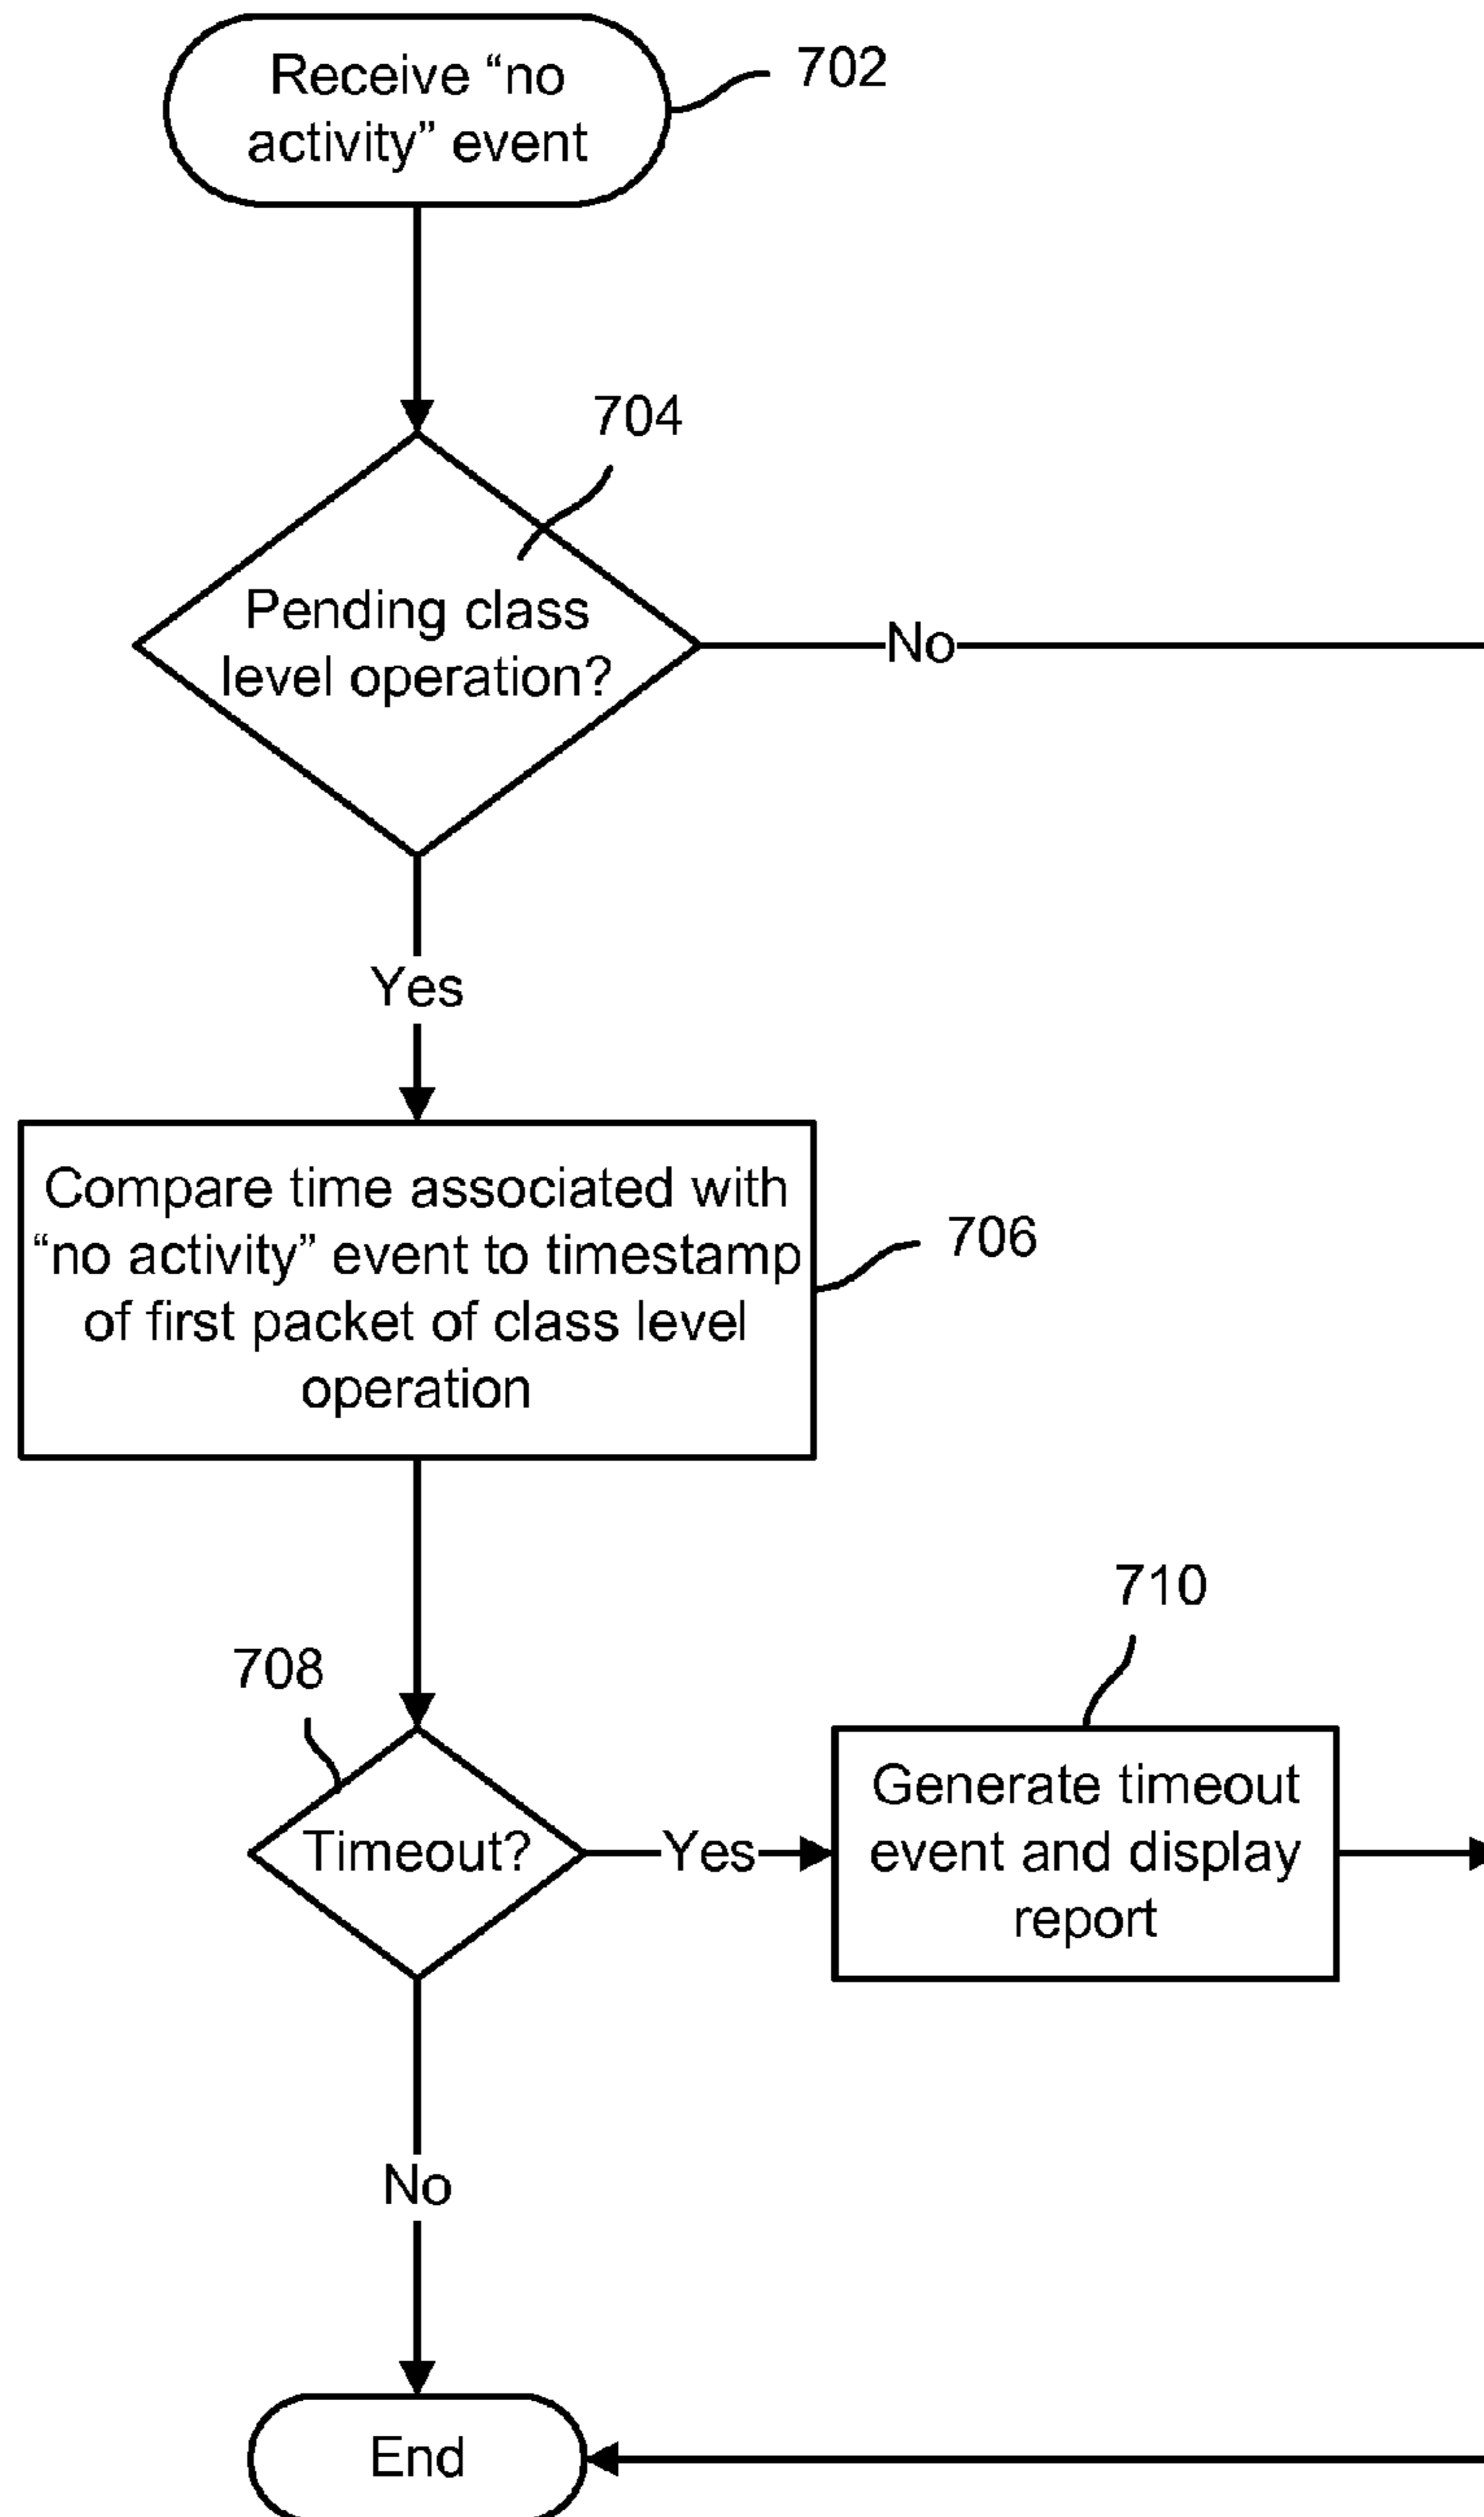 Receive “no
activity” event
702
704
Pending class
level operation?
No
Yes
Compare time associated with
“no activity” event to timestamp
of first packet of class level
operation
706
710
708
Timeout?
Yes
Generate timeout
event and display
report
No
End